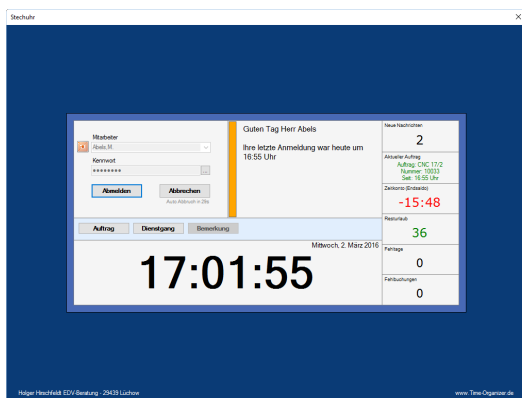 Stechuhr
Mitarbeiter
Abels, M.
Kennwort
********
...
Abmelden
Abbrechen
Auto-Abbruch in 29s
Guten Tag Herr Abels
Ihre letzte Anmeldung war heute um
16:55 Uhr
Auftrag
Dienstgang
Bemerkung
Mittwoch, 2. März 2016
17:01:55
Neue Nachrichten
2
Aktueller Auftrag
Auftrag: CNC 17/2
Nummer: 10033
Seit: 16:55 Uhr
Zeitkonto (Endsaldo)
-15:48
Resturlaub
36
Fehltage
0
Fehlbuchungen
0
Holger Hirschfeldt EDV-Beratung - 29439 Lüchow
www.Time-Organizer.de